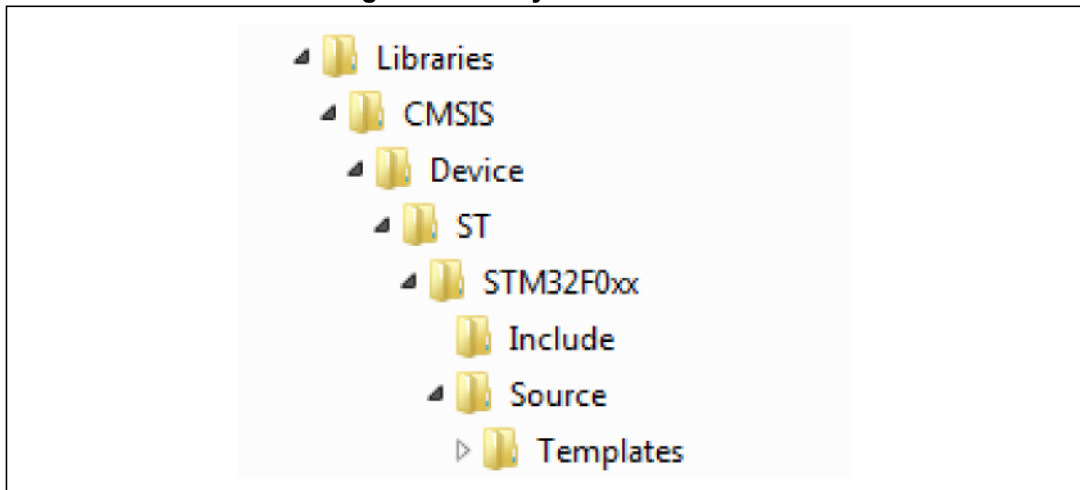 Libraries
CMSIS
Device
ST
STM32F0xx
Include
Source
Templates